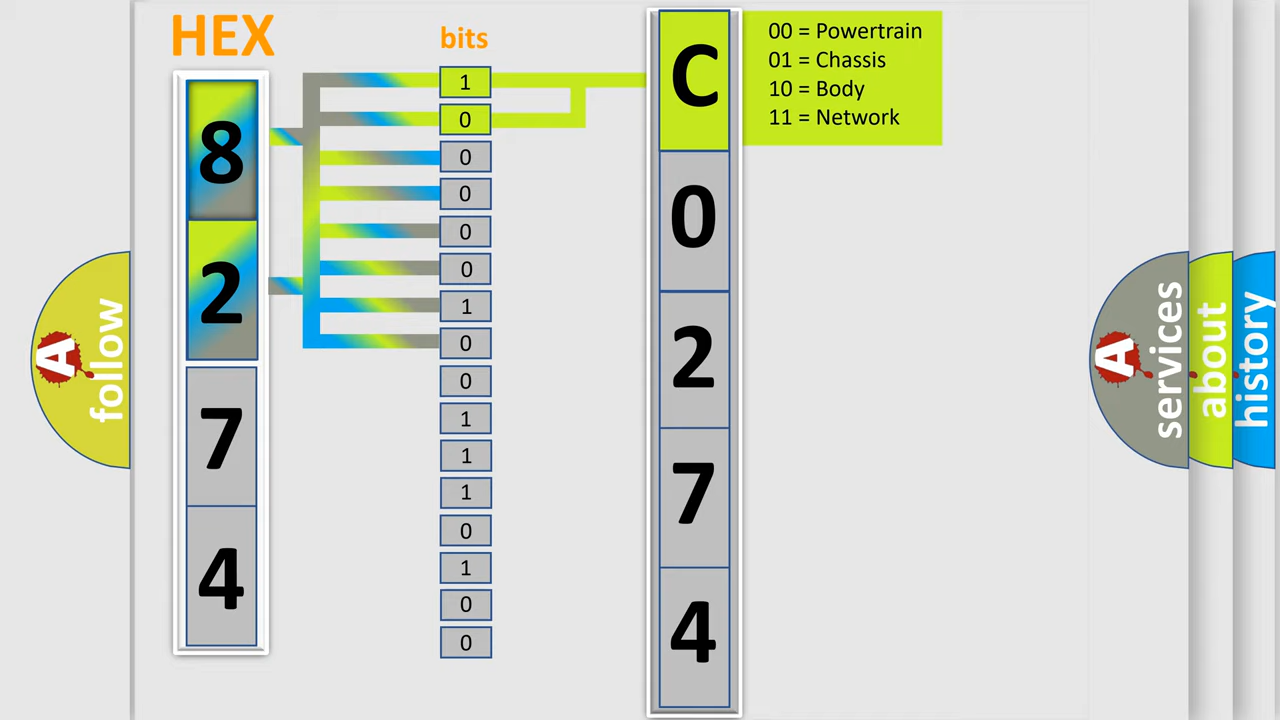 HEX
8
2
7
4
bits
1
0
0
0
0
0
1
0
0
1
1
1
0
1
0
0
C
0
2
7
4
00 = Powertrain
01 = Chassis
10 = Body
11 = Network
A
follow
A
services
about
history